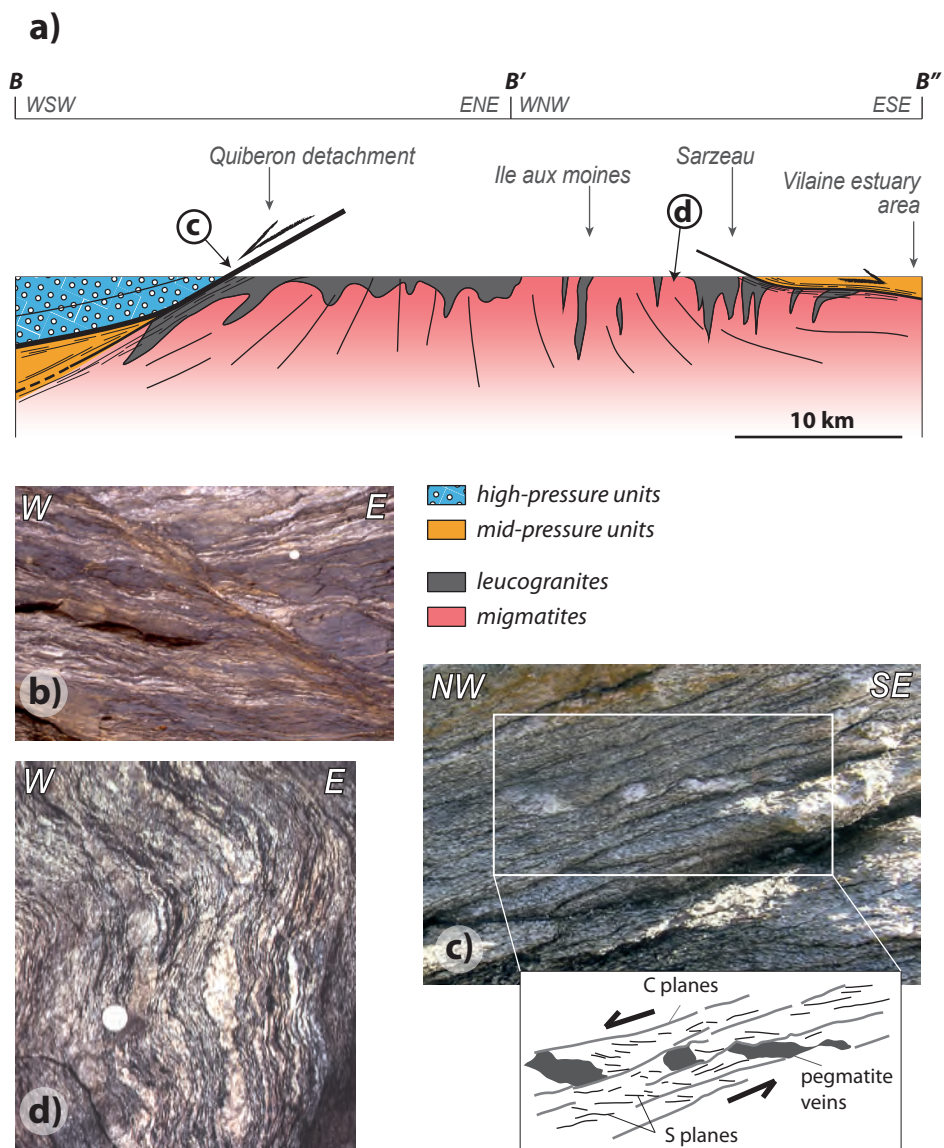 a)
B B' B"
WSW ENE WNW ESE
Quiberon detachment
Ile aux moines
Sarzeau
Vilaine estuary
area
c
d
10 km
W E
b)
high-pressure units
mid-pressure units
leucogranites
migmatites
NW SE
c)
W E
d)
C planes
pegmatite
veins
S planes